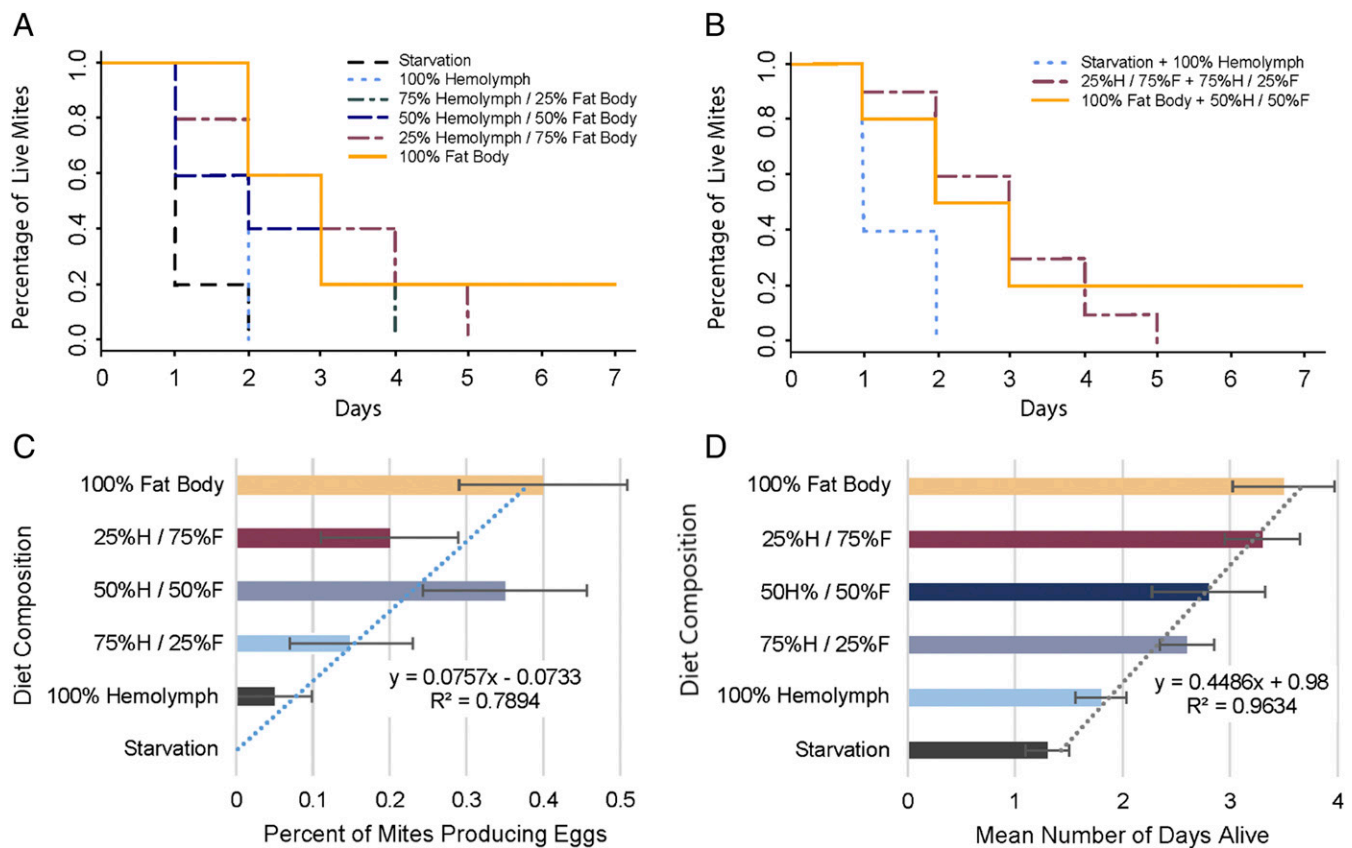 A
Starvation
100% Hemolymph
75% Hemolymph / 25% Fat Body
50% Hemolymph / 50% Fat Body
25% Hemolymph / 75% Fat Body
100% Fat Body
Percentage of Live Mites
1.0
0.8
0.6
0.4
0.2
0.0
0 1 2 3 4 5 6 7
Days
B
Starvation + 100% Hemolymph
25%H / 75%F + 75%H / 25%F
100% Fat Body + 50%H / 50%F
Percentage of Live Mites
1.0
0.8
0.6
0.4
0.2
0.0
0 1 2 3 4 5 6 7
Days
C
Diet Composition
100% Fat Body
25%H / 75%F
50%H / 50%F
75%H / 25%F
100% Hemolymph
Starvation
y = 0.0757x - 0.0733
R² = 0.7894
0 0.1 0.2 0.3 0.4 0.5
Percent of Mites Producing Eggs
D
Diet Composition
100% Fat Body
25%H / 75%F
50H% / 50%F
75%H / 25%F
100% Hemolymph
Starvation
y = 0.4486x + 0.98
R² = 0.9634
0 1 2 3 4
Mean Number of Days Alive